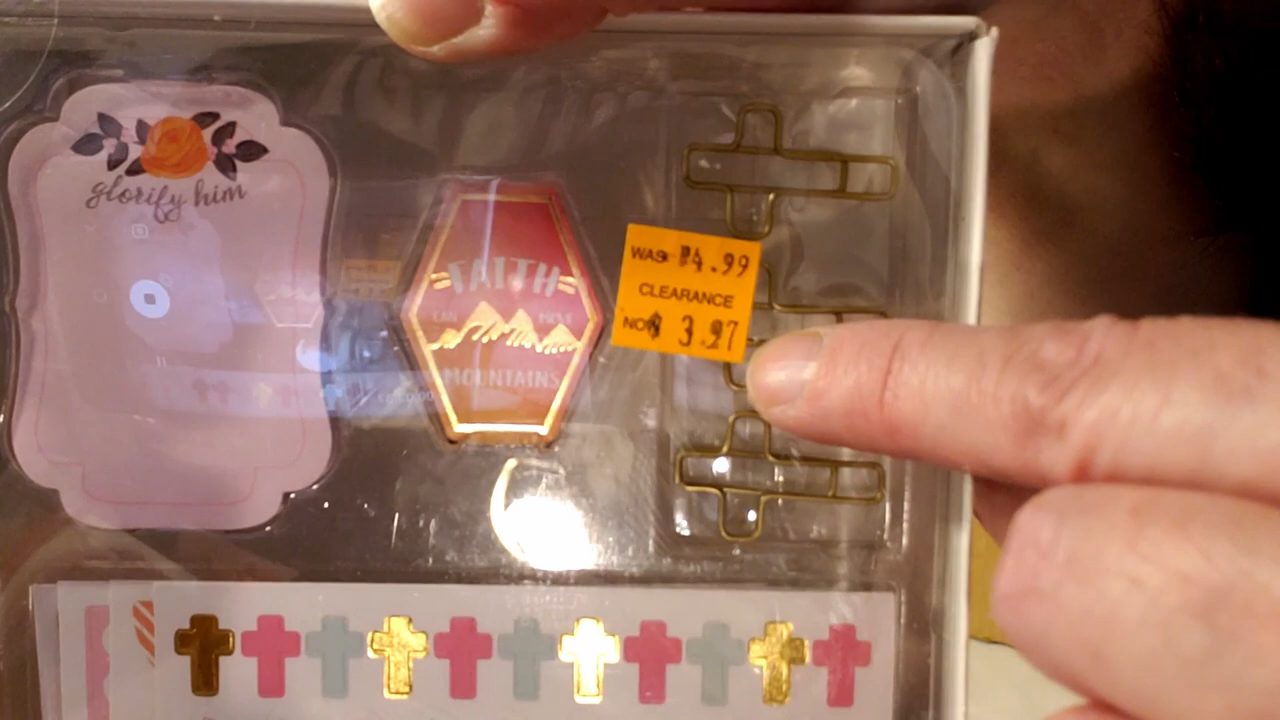 glorify him
FAITH
CAN MOVE
MOUNTAINS
WAS $4.99
CLEARANCE
NOW $ 3.97